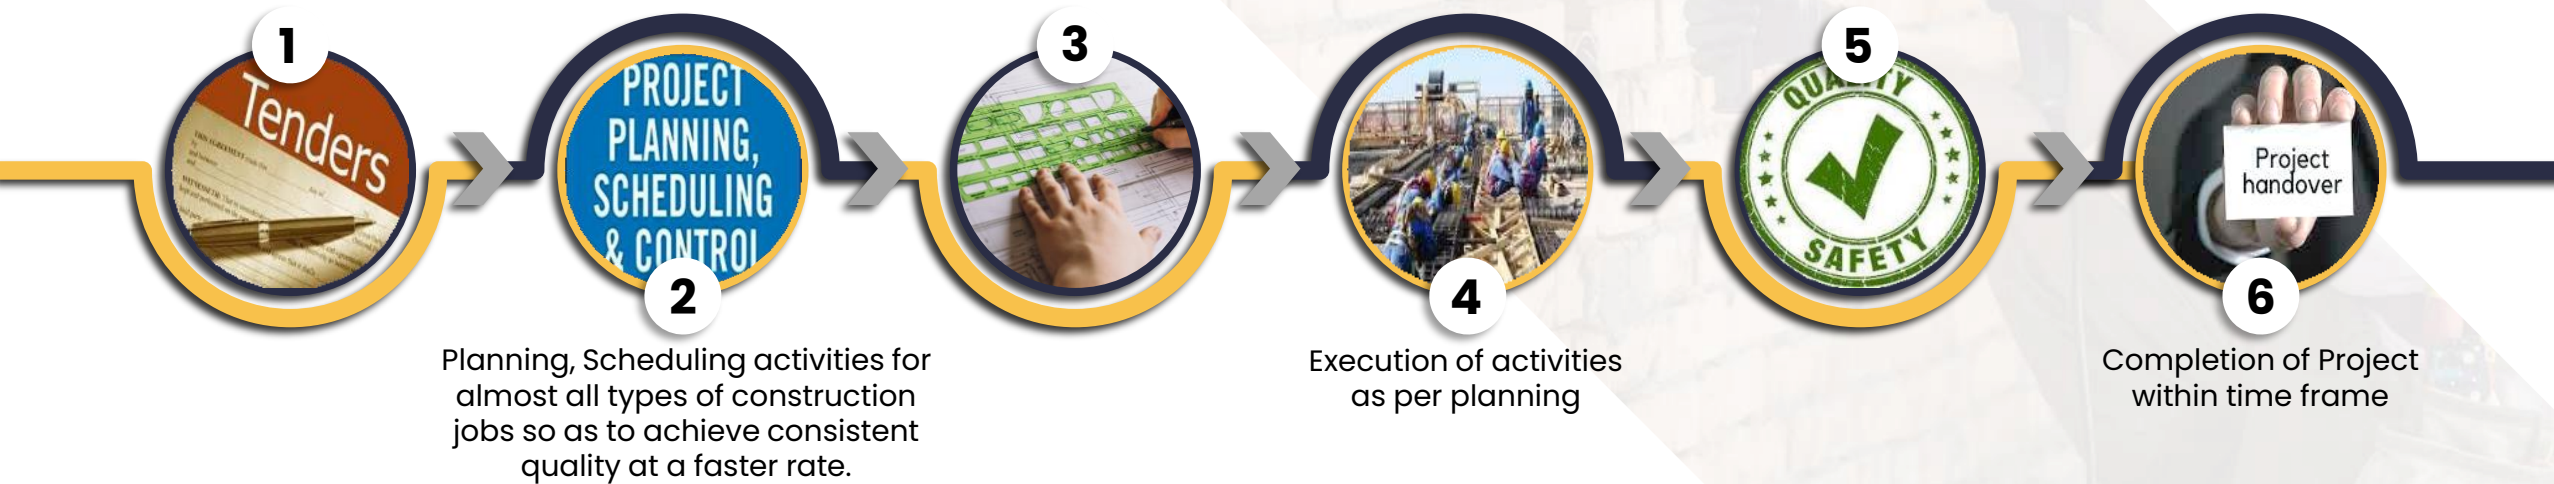 1
Tenders
2
PROJECT
PLANNING,
SCHEDULING
& CONTROL
Planning, Scheduling activities for
almost all types of construction
jobs so as to achieve consistent
quality at a faster rate.
3
4
Execution of activities
as per planning
5
QUALITY
SAFETY
6
Project
handover
Completion of Project
within time frame